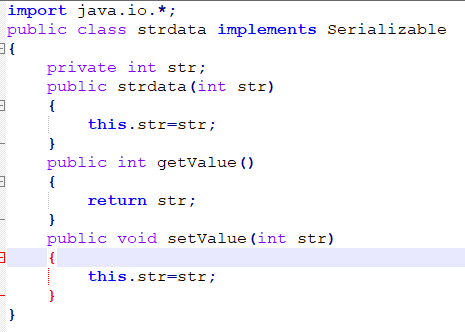 import java.io.*;
public class strdata implements Serializable
{
    private int str;
    public strdata(int str)
    {
        this.str=str;
    }
    public int getValue()
    {
        return str;
    }
    public void setValue(int str)
    {
        this.str=str;
    }
}